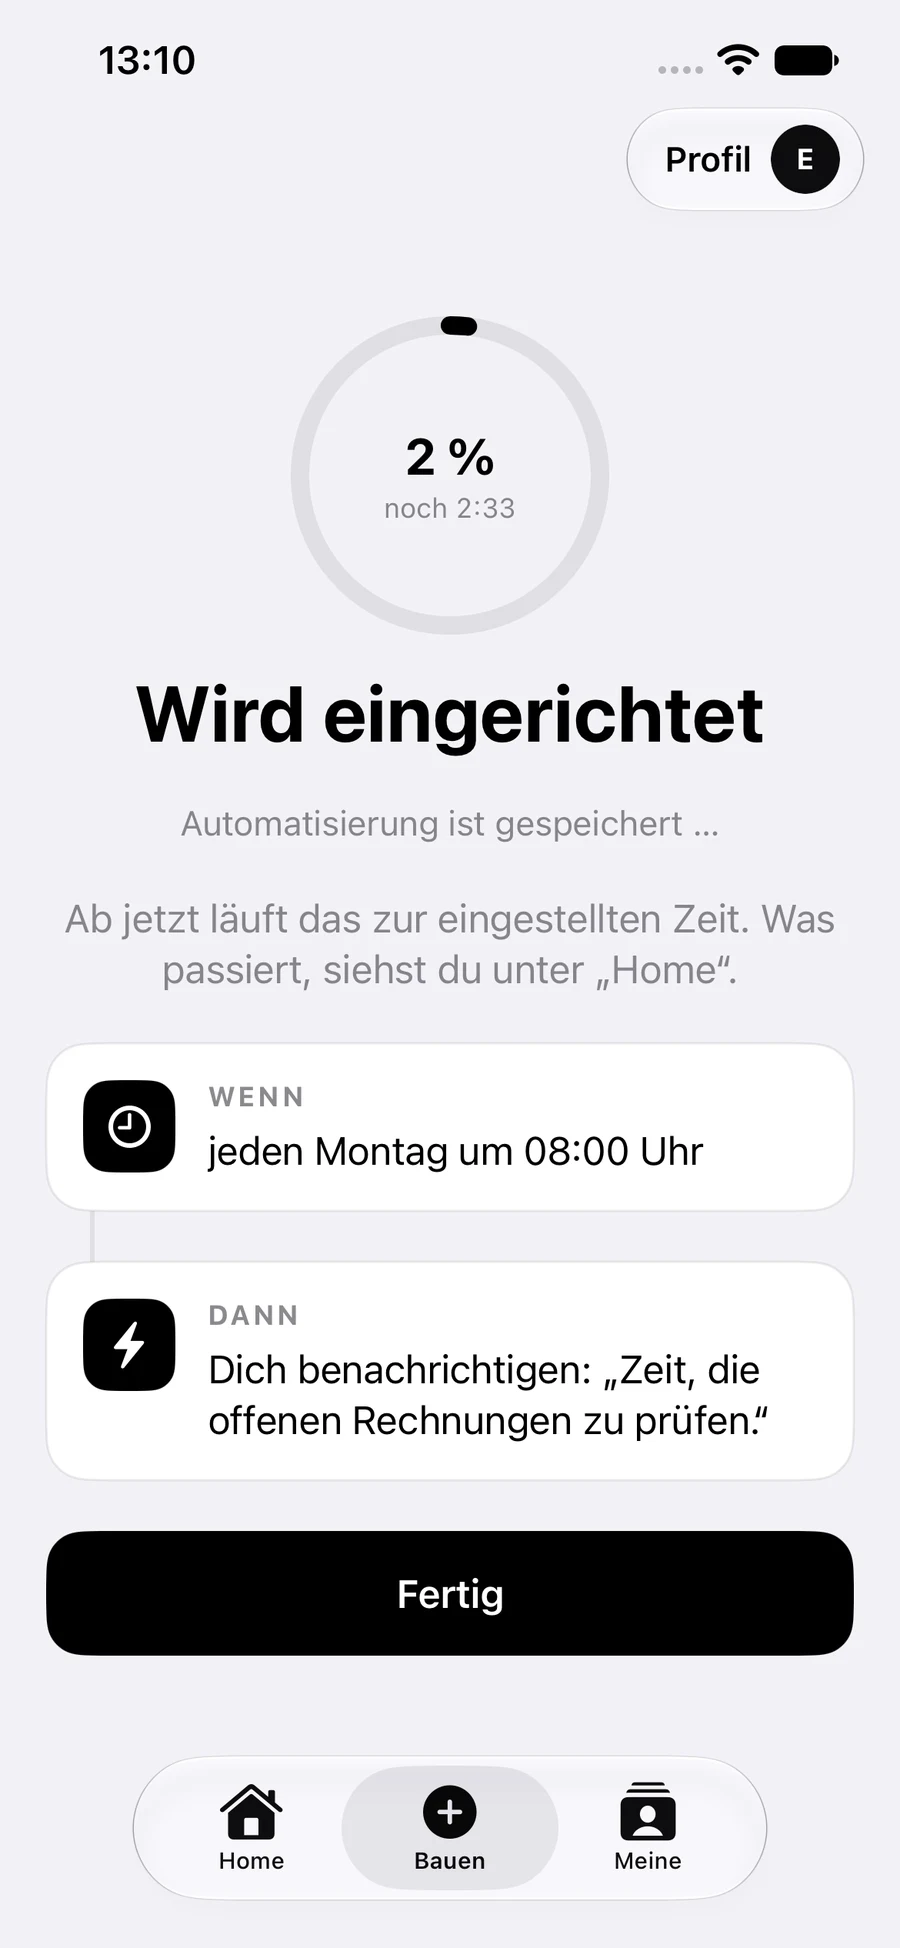 13:10
Profil
E
2 %
noch 2:33
Wird eingerichtet
Automatisierung ist gespeichert ...
Ab jetzt läuft das zur eingestellten Zeit. Was
passiert, siehst du unter „Home“.
WENN
jeden Montag um 08:00 Uhr
DANN
Dich benachrichtigen: „Zeit, die
offenen Rechnungen zu prüfen.“
Fertig
Home
Bauen
Meine